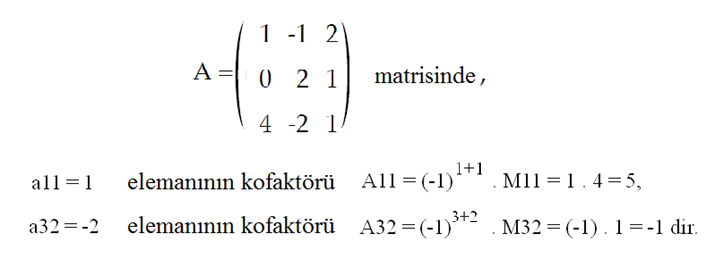 1 -1 2
A = 0 2 1 matrisinde,
4 -2 1
a11 = 1 elemanının kofaktörü A11 = (-1)^1+1 . M11 = 1 . 4 = 5,
a32 = -2 elemanının kofaktörü A32 = (-1)^3+2 . M32 = (-1) . 1 = -1 dir.